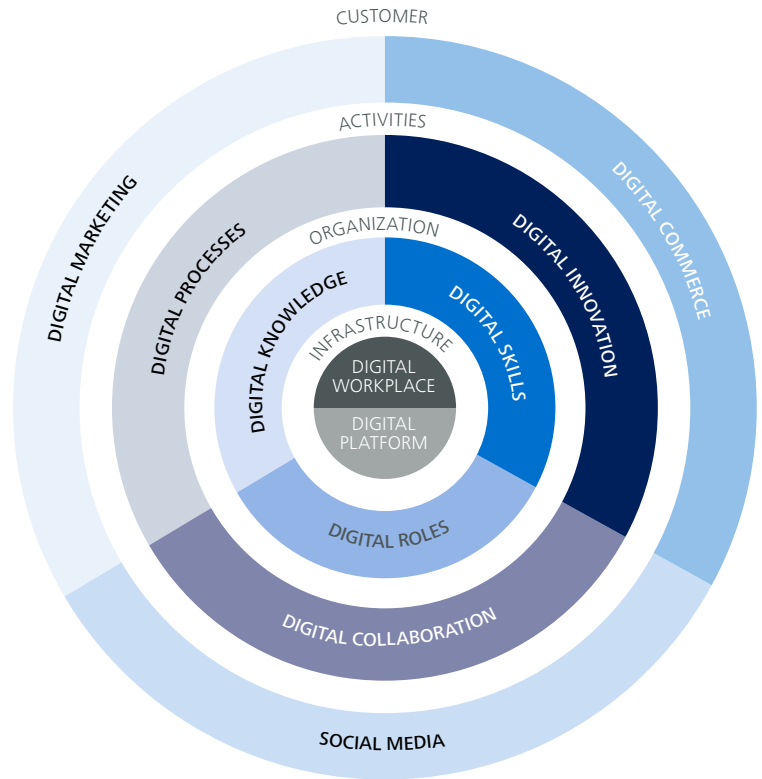 CUSTOMER
DIGITAL MARKETING
DIGITAL COMMERCE
SOCIAL MEDIA
ACTIVITIES
DIGITAL PROCESSES
DIGITAL INNOVATION
DIGITAL COLLABORATION
ORGANIZATION
DIGITAL KNOWLEDGE
DIGITAL SKILLS
DIGITAL ROLES
INFRASTRUCTURE
DIGITAL
WORKPLACE
DIGITAL
PLATFORM